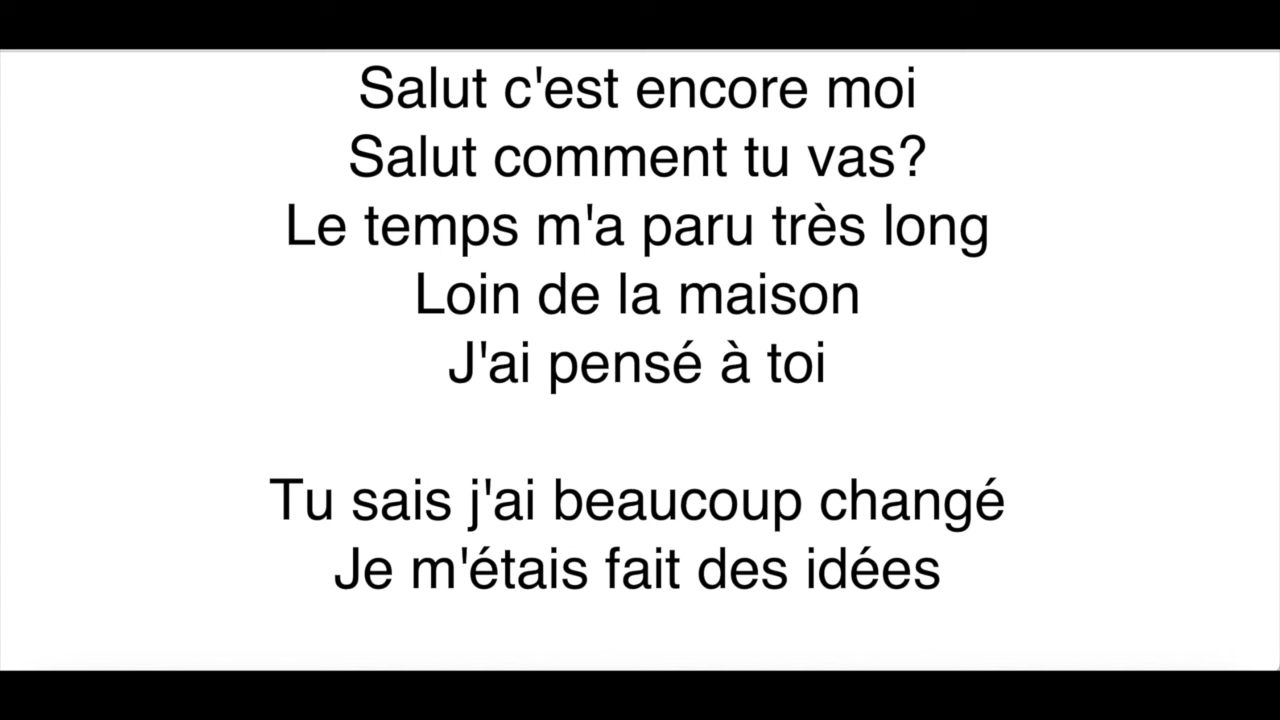 Salut c'est encore moi
Salut comment tu vas?
Le temps m'a paru très long
Loin de la maison
J'ai pensé à toi
Tu sais j'ai beaucoup changé
Je m'étais fait des idées